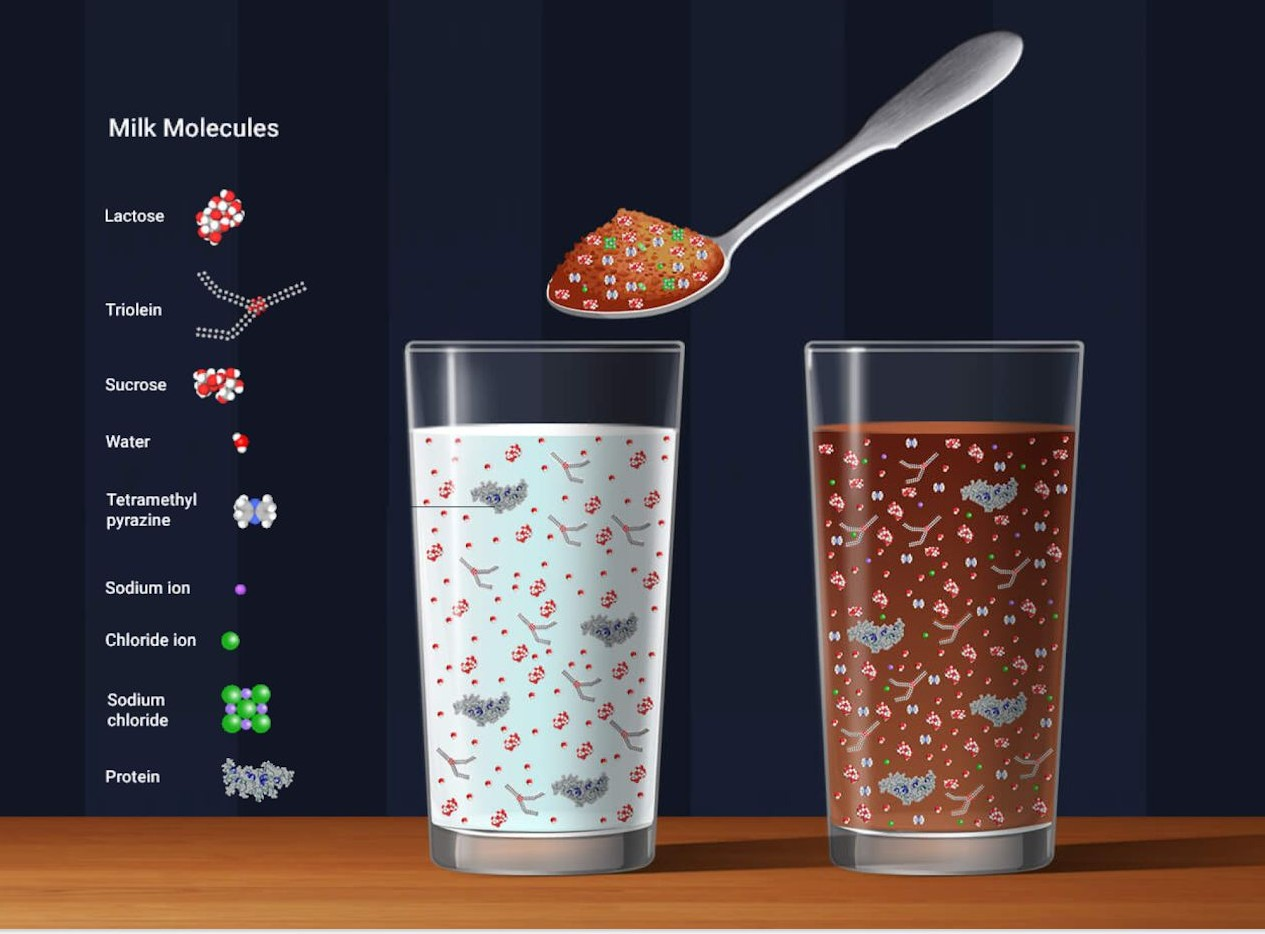 Milk Molecules
Lactose
Triolein
Sucrose
Water
Tetramethyl
pyrazine
Sodium ion
Chloride ion
Sodium
chloride
Protein